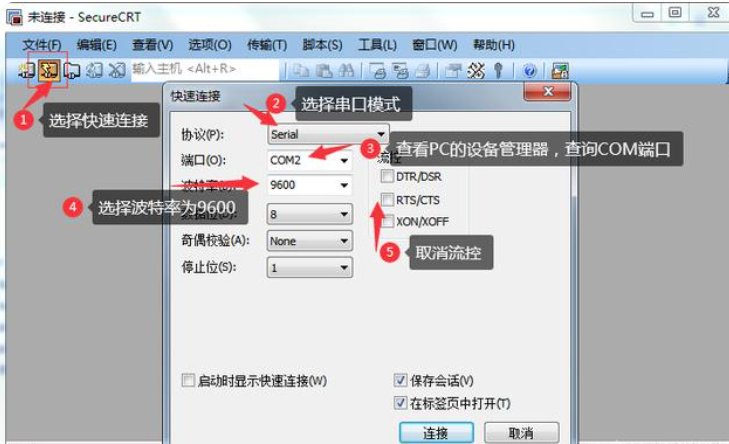 未连接 - SecureCRT
文件(F) 编辑(E) 查看(V) 选项(O) 传输(T) 脚本(S) 工具(L) 窗口(W) 帮助(H)
输入主机 <Alt+R>
快速连接
2 选择串口模式
1 选择快速连接
协议(P): Serial
3 查看PC的设备管理器，查询COM端口
端口(O): COM2
流控
DTR/DSR
9600
RTS/CTS
4 选择波特率为9600
8
XON/XOFF
奇偶校验(A): None
5 取消流控
停止位(S): 1
启动时显示快速连接(W)
保存会话(V)
在标签页中打开(T)
连接 取消